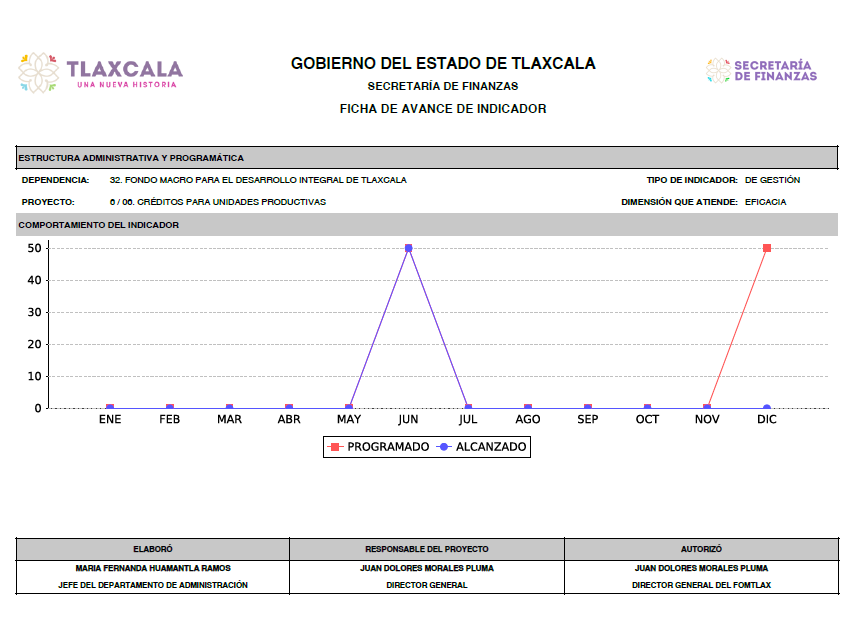 TLAXCALA
UNA NUEVA HISTORIA
GOBIERNO DEL ESTADO DE TLAXCALA
SECRETARÍA DE FINANZAS
FICHA DE AVANCE DE INDICADOR
SECRETARÍA
DE FINANZAS
ESTRUCTURA ADMINISTRATIVA Y PROGRAMÁTICA
DEPENDENCIA: 32. FONDO MACRO PARA EL DESARROLLO INTEGRAL DE TLAXCALA TIPO DE INDICADOR: DE GESTIÓN
PROYECTO: 6 / 06. CRÉDITOS PARA UNIDADES PRODUCTIVAS DIMENSIÓN QUE ATIENDE: EFICACIA
COMPORTAMIENTO DEL INDICADOR
50
40
30
20
10
0
ENE FEB MAR ABR MAY JUN JUL AGO SEP OCT NOV DIC
PROGRAMADO ALCANZADO
ELABORÓ RESPONSABLE DEL PROYECTO AUTORIZÓ
MARIA FERNANDA HUAMANTLA RAMOS JUAN DOLORES MORALES PLUMA JUAN DOLORES MORALES PLUMA
JEFE DEL DEPARTAMENTO DE ADMINISTRACIÓN DIRECTOR GENERAL DIRECTOR GENERAL DEL FOMTLAX